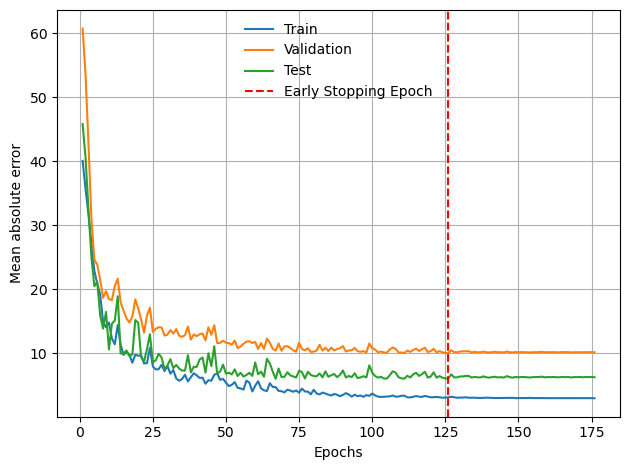 Train
Validation
Test
Early Stopping Epoch
Mean absolute error
60
50
40
30
20
10
0 25 50 75 100 125 150 175
Epochs